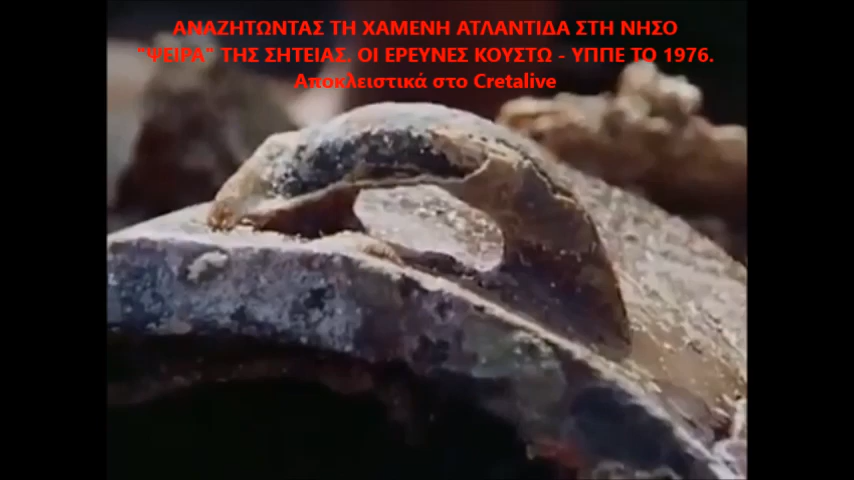 ΑΝΑΖΗΤΩΝΤΑΣ ΤΗ ΧΑΜΕΝΗ ΑΤΛΑΝΤΙΔΑ ΣΤΗ ΝΗΣΟ
"ΨΕΙΡΑ" ΤΗΣ ΣΗΤΕΙΑΣ. ΟΙ ΕΡΕΥΝΕΣ ΚΟΥΣΤΩ - ΥΠΠΕ ΤΟ 1976.
Αποκλειστικά στο Cretalive